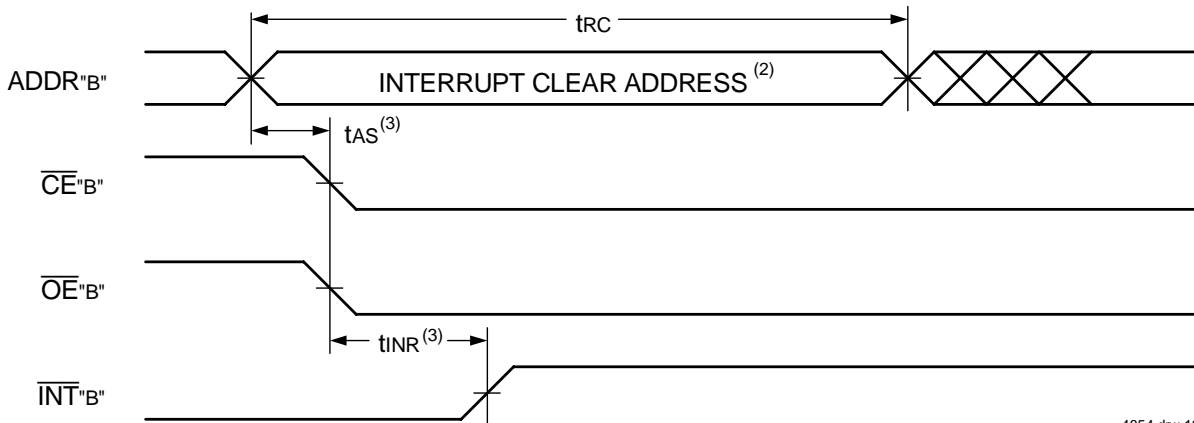 tRC
ADDR"B"
INTERRUPT CLEAR ADDRESS (2)
tAS(3)
CE"B"
OE"B"
tINR(3)
INT"B"